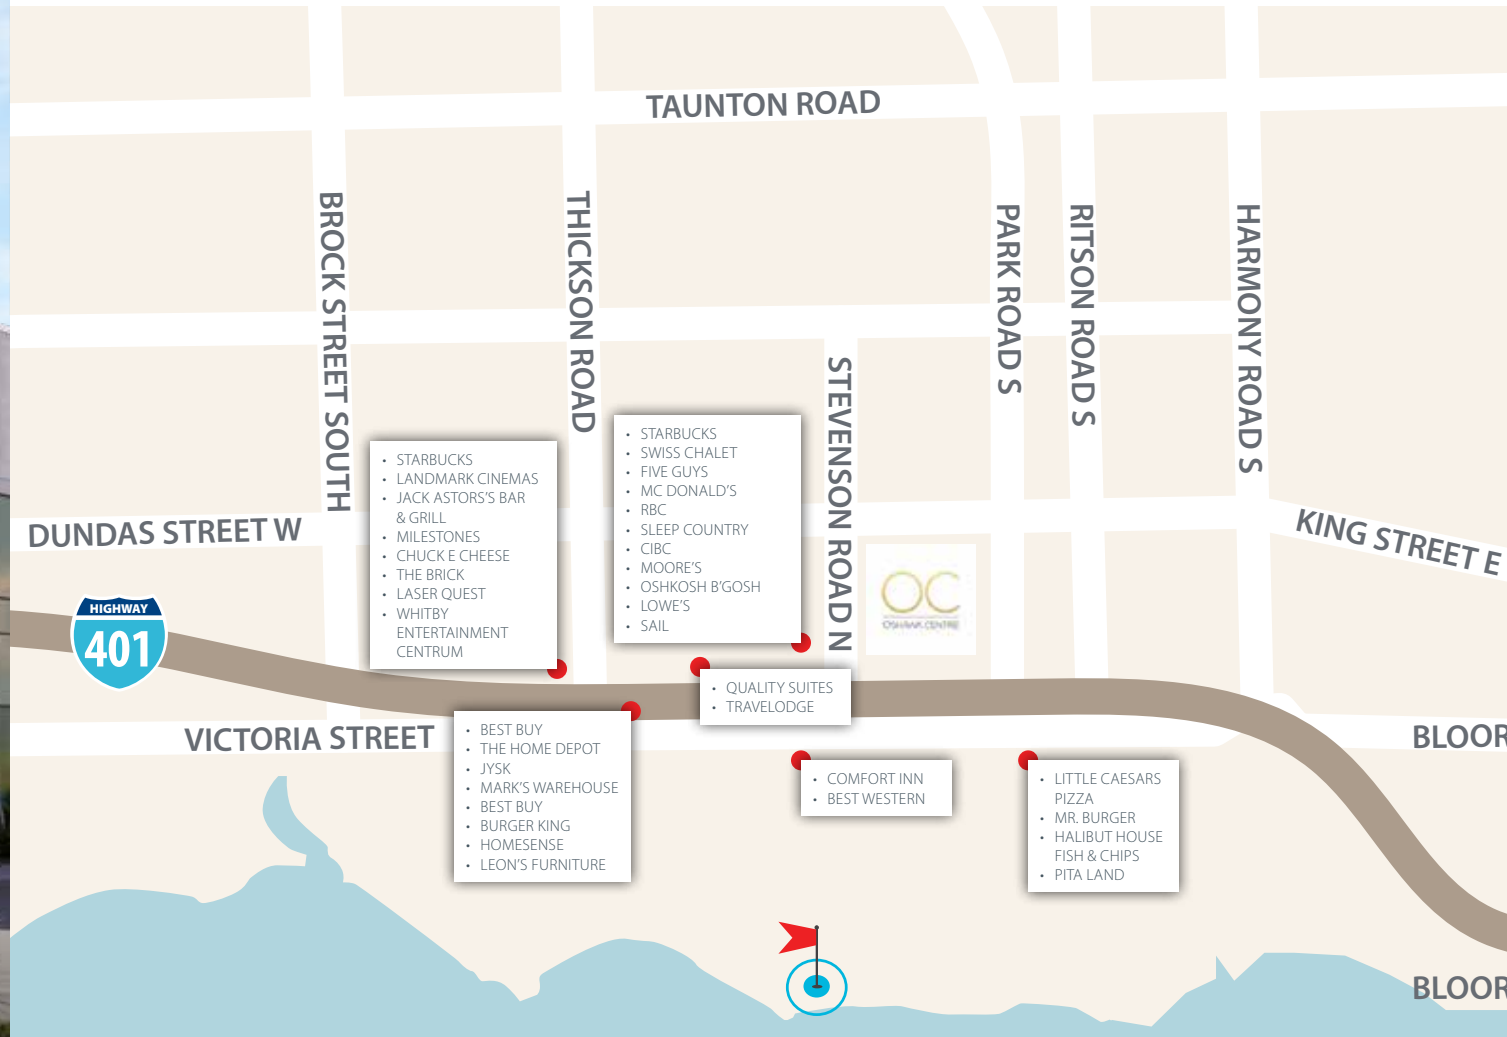 TAUNTON ROAD
BROCK STREET SOUTH
THICKSON ROAD
PARK ROAD S
RITSON ROAD S
HARMONY ROAD S
STEVENSON ROAD N
• STARBUCKS
• LANDMARK CINEMAS
• JACK ASTORS'S BAR
& GRILL
• MILESTONES
• CHUCK E CHEESE
• THE BRICK
• LASER QUEST
• WHITBY
ENTERTAINMENT
CENTRUM
• STARBUCKS
• SWISS CHALET
• FIVE GUYS
• MC DONALD'S
• RBC
• SLEEP COUNTRY
• CIBC
• MOORE'S
• OSHKOSH B'GOSH
• LOWE'S
• SAIL
DUNDAS STREET W
KING STREET E
OC
OSHAWA CENTRE
HIGHWAY
401
• QUALITY SUITES
• TRAVELODGE
VICTORIA STREET
BLOOR
• BEST BUY
• THE HOME DEPOT
• JYSK
• MARK'S WAREHOUSE
• BEST BUY
• BURGER KING
• HOMESENSE
• LEON'S FURNITURE
• COMFORT INN
• BEST WESTERN
• LITTLE CAESARS
PIZZA
• MR. BURGER
• HALIBUT HOUSE
FISH & CHIPS
• PITA LAND
BLOOR